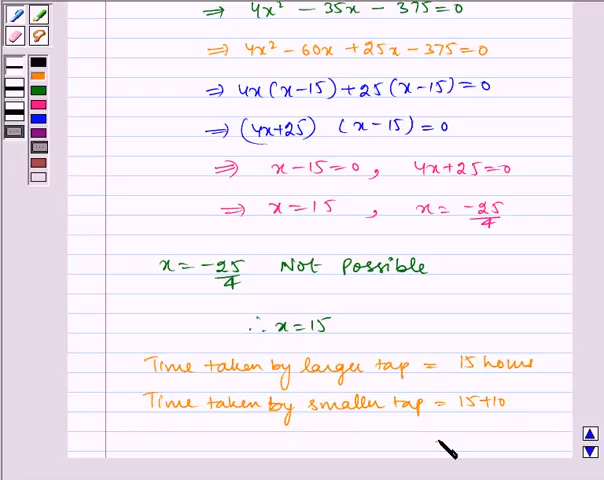 ⇒ 4x² − 35x − 375 = 0
⇒ 4x² − 60x + 25x − 375 = 0
⇒ 4x(x−15) + 25(x−15) = 0
⇒ (4x+25) (x−15) = 0
⇒ x−15 = 0 , 4x+25 = 0
⇒ x = 15 , x = −25/4
x = −25/4 Not Possible
∴ x = 15
Time taken by larger tap = 15 hours
Time taken by smaller tap = 15+10